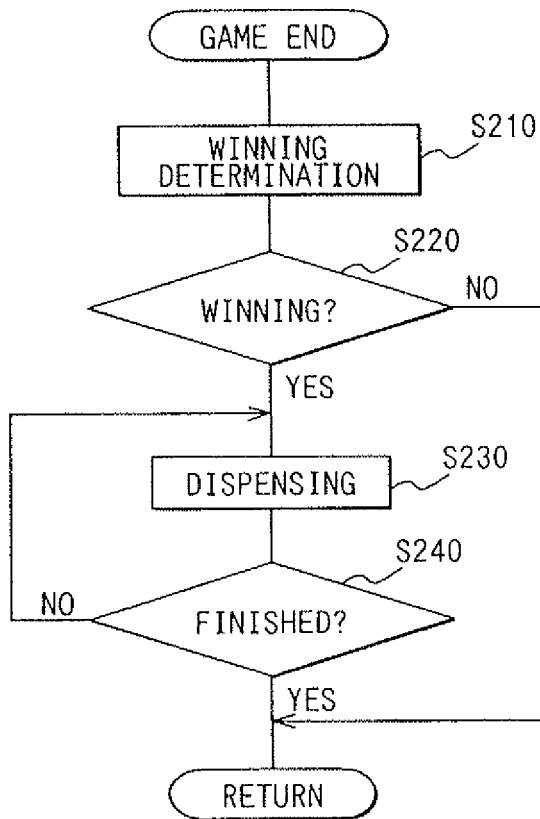 GAME END
S210
WINNING
DETERMINATION
S220
WINNING?
NO
YES
S230
DISPENSING
S240
FINISHED?
NO
YES
RETURN